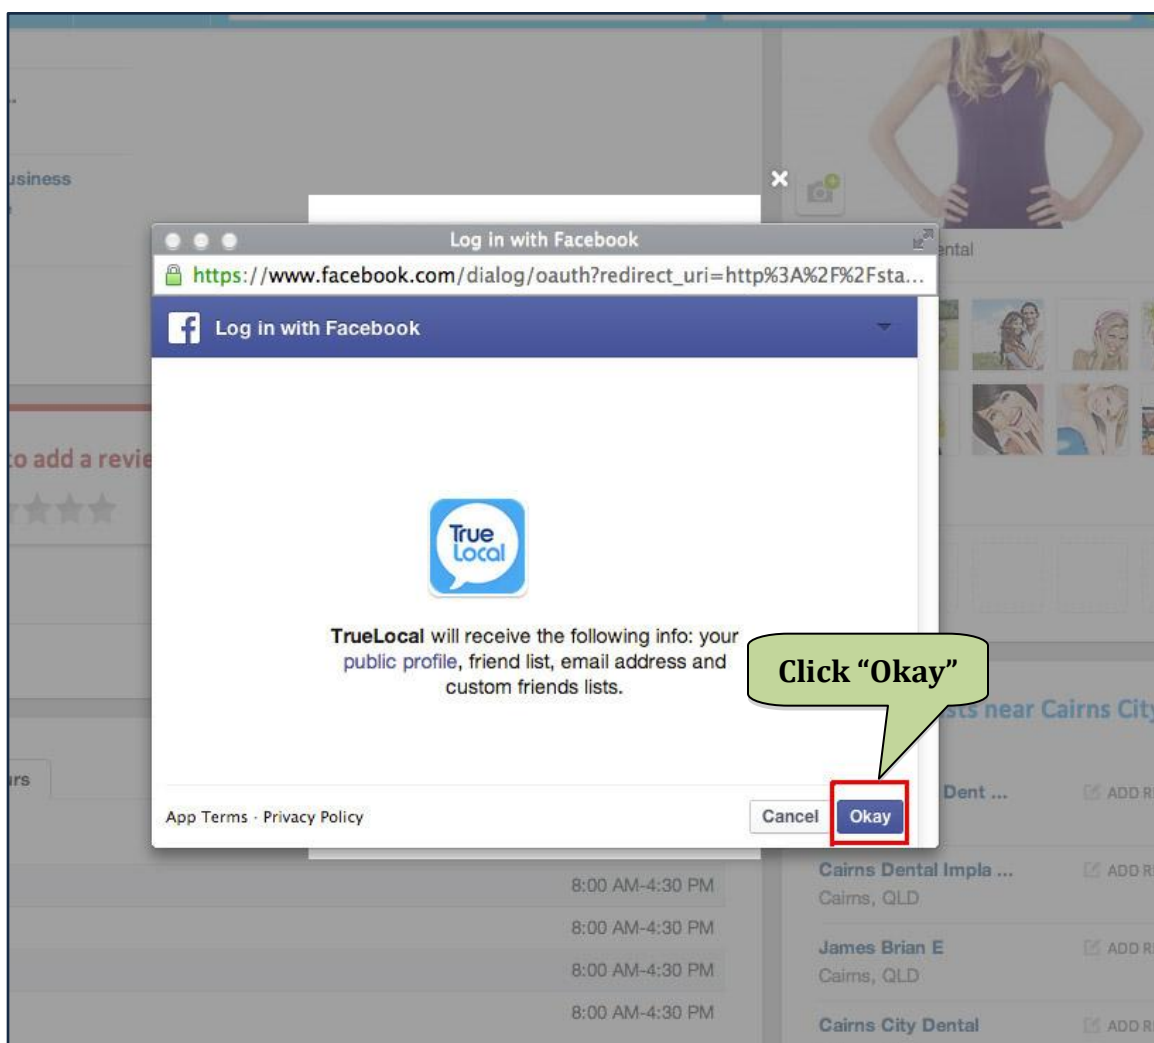 usiness
Log in with Facebook
https://www.facebook.com/dialog/oauth?redirect_uri=http%3A%2F%2Fsta...
ental
Log in with Facebook
to add a revie
True
Local
TrueLocal will receive the following info: your
public profile, friend list, email address and
custom friends lists.
Click “Okay”
sts near Cairns City
urs
Dent ...
ADD R
App Terms · Privacy Policy
Cancel
Okay
8:00 AM-4:30 PM
Cairns Dental Impla ...
ADD R
Cairns, QLD
8:00 AM-4:30 PM
James Brian E
ADD R
Cairns, QLD
8:00 AM-4:30 PM
8:00 AM-4:30 PM
Cairns City Dental
ADD R